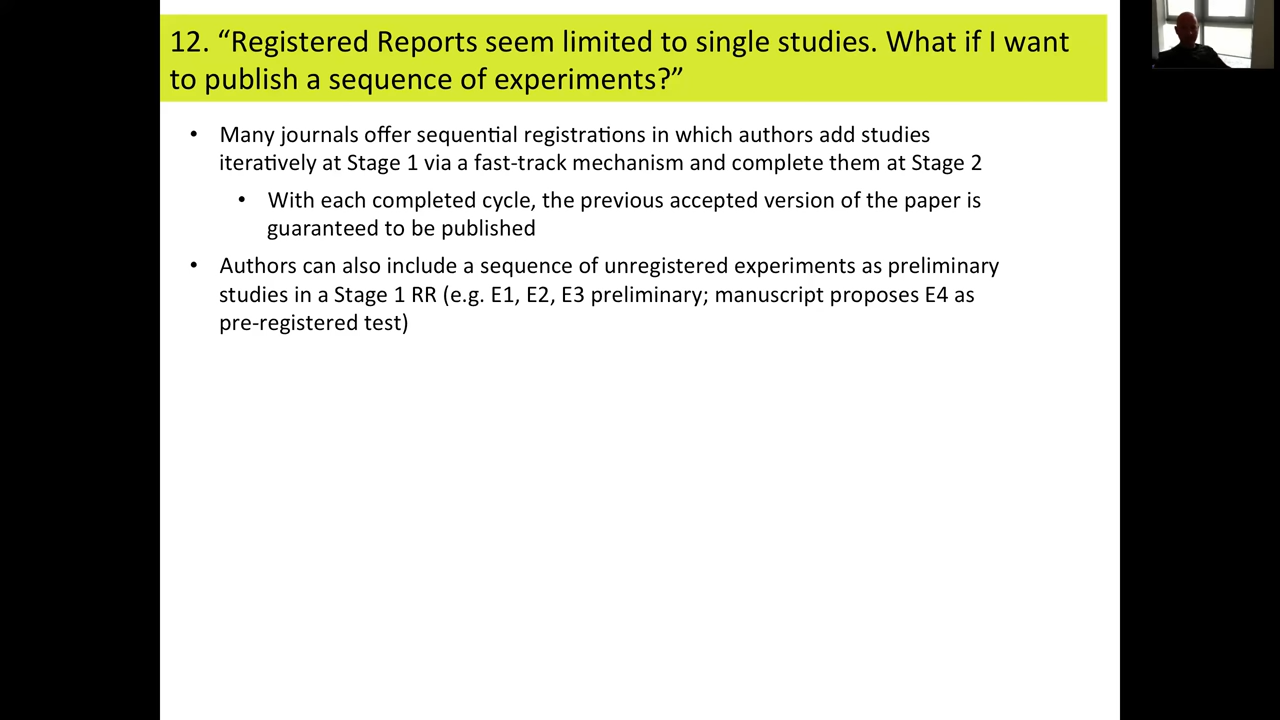 12. “Registered Reports seem limited to single studies. What if I want
to publish a sequence of experiments?”
• Many journals offer sequential registrations in which authors add studies
iteratively at Stage 1 via a fast-track mechanism and complete them at Stage 2
• With each completed cycle, the previous accepted version of the paper is
guaranteed to be published
• Authors can also include a sequence of unregistered experiments as preliminary
studies in a Stage 1 RR (e.g. E1, E2, E3 preliminary; manuscript proposes E4 as
pre-registered test)